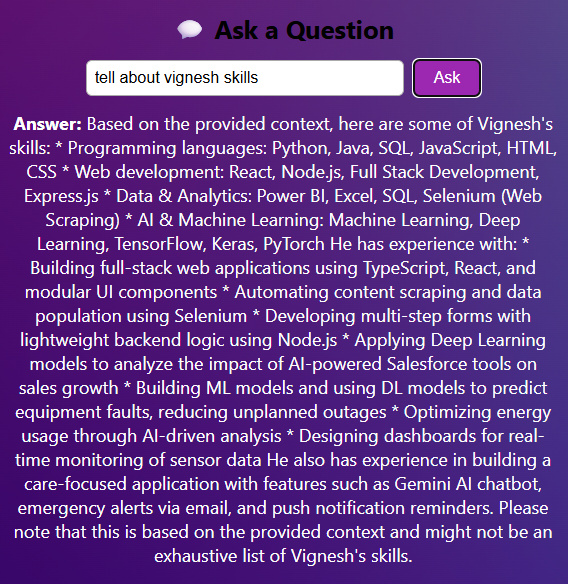 💬 Ask a Question
tell about vignesh skills
Ask
Answer: Based on the provided context, here are some of Vignesh's
skills: * Programming languages: Python, Java, SQL, JavaScript, HTML,
CSS * Web development: React, Node.js, Full Stack Development,
Express.js * Data & Analytics: Power BI, Excel, SQL, Selenium (Web
Scraping) * AI & Machine Learning: Machine Learning, Deep
Learning, TensorFlow, Keras, PyTorch He has experience with: *
Building full-stack web applications using TypeScript, React, and
modular UI components * Automating content scraping and data
population using Selenium * Developing multi-step forms with
lightweight backend logic using Node.js * Applying Deep Learning
models to analyze the impact of AI-powered Salesforce tools on
sales growth * Building ML models and using DL models to predict
equipment faults, reducing unplanned outages * Optimizing energy
usage through AI-driven analysis * Designing dashboards for real-
time monitoring of sensor data He also has experience in building a
care-focused application with features such as Gemini AI chatbot,
emergency alerts via email, and push notification reminders. Please
note that this is based on the provided context and might not be an
exhaustive list of Vignesh's skills.